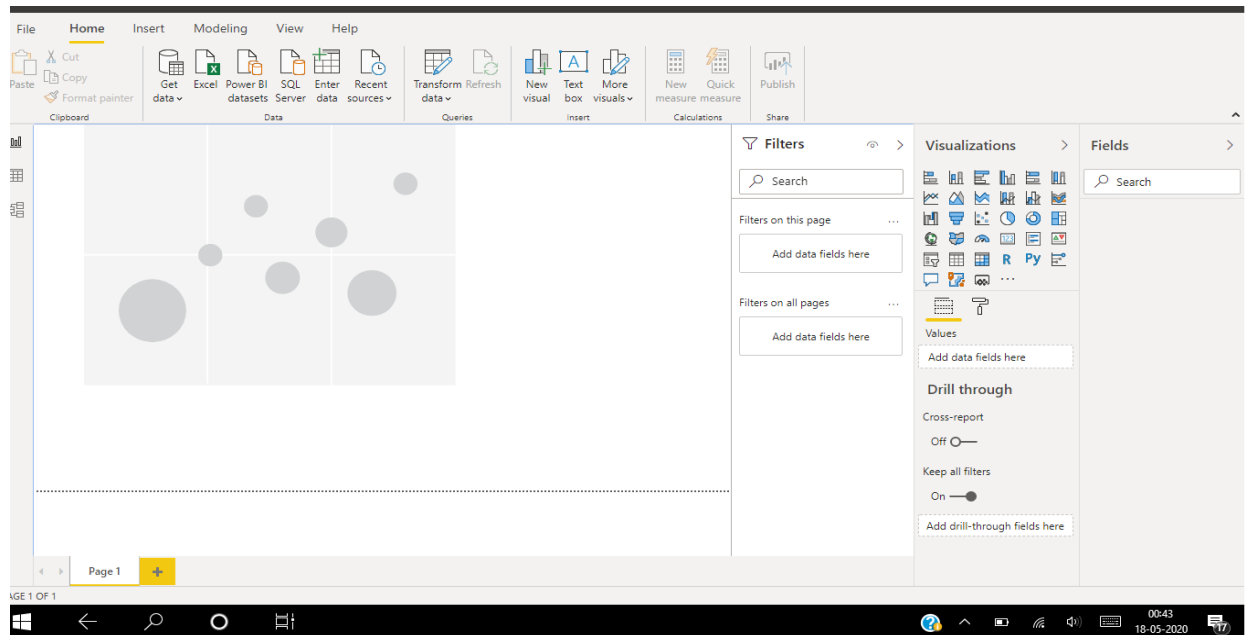 File Home Insert Modeling View Help
Cut
Copy
Paste
Format painter
Clipboard
Get data
Excel
Power BI datasets
SQL Server
Enter data
Recent sources
Data
Transform data
Refresh
Queries
New visual
Text box
More visuals
Insert
New measure
Quick measure
Calculations
Publish
Share
Filters
Search
Filters on this page ...
Add data fields here
Filters on all pages ...
Add data fields here
Visualizations
123
R Py
...
Values
Add data fields here
Drill through
Cross-report
Off
Keep all filters
On
Add drill-through fields here
Fields
Search
Page 1
AGE 1 OF 1
00:43
18-05-2020
17